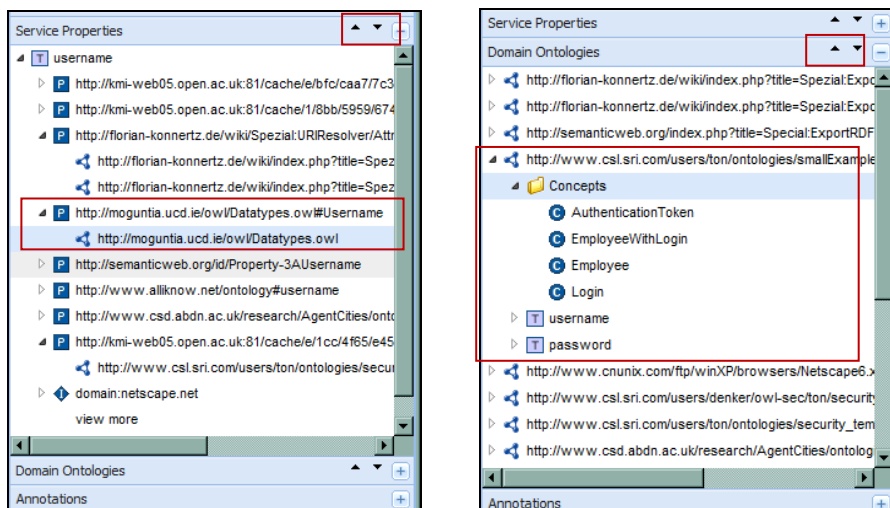 Service Properties
T username
P http://kmi-web05.open.ac.uk:81/cache/e/bfc/caa7/7c3
P http://kmi-web05.open.ac.uk:81/cache/1/8bb/5959/674
P http://florian-konnertz.de/wiki/Spezial:URIResolver/Attr
http://florian-konnertz.de/wiki/index.php?title=Spez
http://florian-konnertz.de/wiki/index.php?title=Spez
P http://moguntia.ucd.ie/owl/Datatypes.owl#Username
http://moguntia.ucd.ie/owl/Datatypes.owl
P http://semanticweb.org/id/Property-3AUsername
P http://www.alliknow.net/ontology#username
P http://www.csd.abdn.ac.uk/research/AgentCities/onto
P http://kmi-web05.open.ac.uk:81/cache/e/1cc/4f65/e45
http://www.csl.sri.com/users/ton/ontologies/secur
I domain:netscape.net
view more
Domain Ontologies
Annotations
Service Properties
Domain Ontologies
http://florian-konnertz.de/wiki/index.php?title=Spezial:Expo
http://florian-konnertz.de/wiki/index.php?title=Spezial:Expo
http://semanticweb.org/index.php?title=Special:ExportRDF
http://www.csl.sri.com/users/ton/ontologies/smallExample
Concepts
C AuthenticationToken
C EmployeeWithLogin
C Employee
C Login
T username
T password
http://www.cnunix.com/ftp/winXP/browsers/Netscape6.x
http://www.csl.sri.com/users/denker/owl-sec/ton/security
http://www.csl.sri.com/users/ton/ontologies/security_tem
http://www.csd.abdn.ac.uk/research/AgentCities/ontolog
Annotations